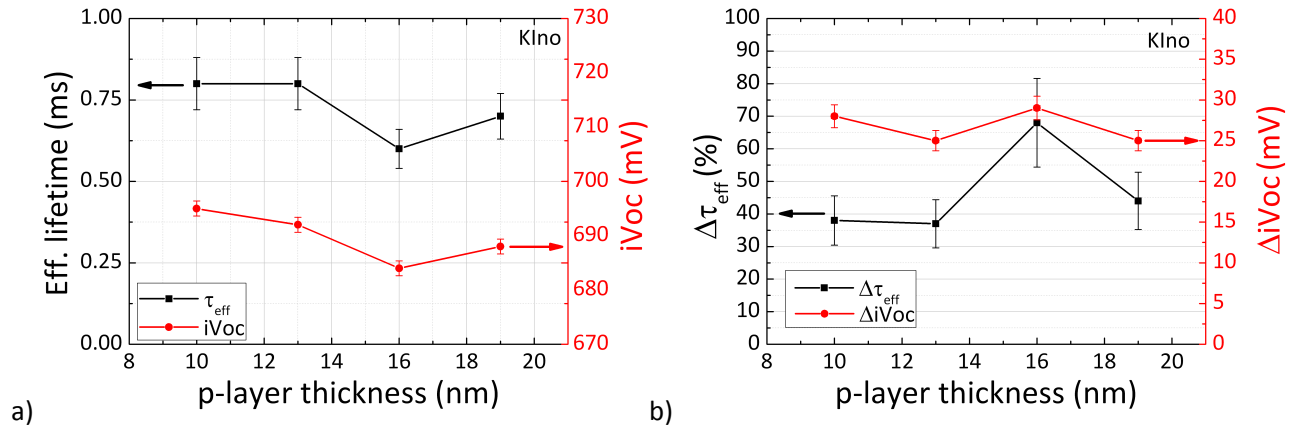 1.00
0.75
0.50
0.25
0.00
Eff. lifetime (ms)
730
720
710
700
690
680
670
iVoc (mV)
KIno
τeff
iVoc
8 10 12 14 16 18 20
p-layer thickness (nm)
a)
100
90
80
70
60
50
40
30
20
10
0
Δτeff (%)
40
35
30
25
20
15
10
5
0
ΔiVoc (mV)
KIno
Δτeff
ΔiVoc
8 10 12 14 16 18 20
p-layer thickness (nm)
b)